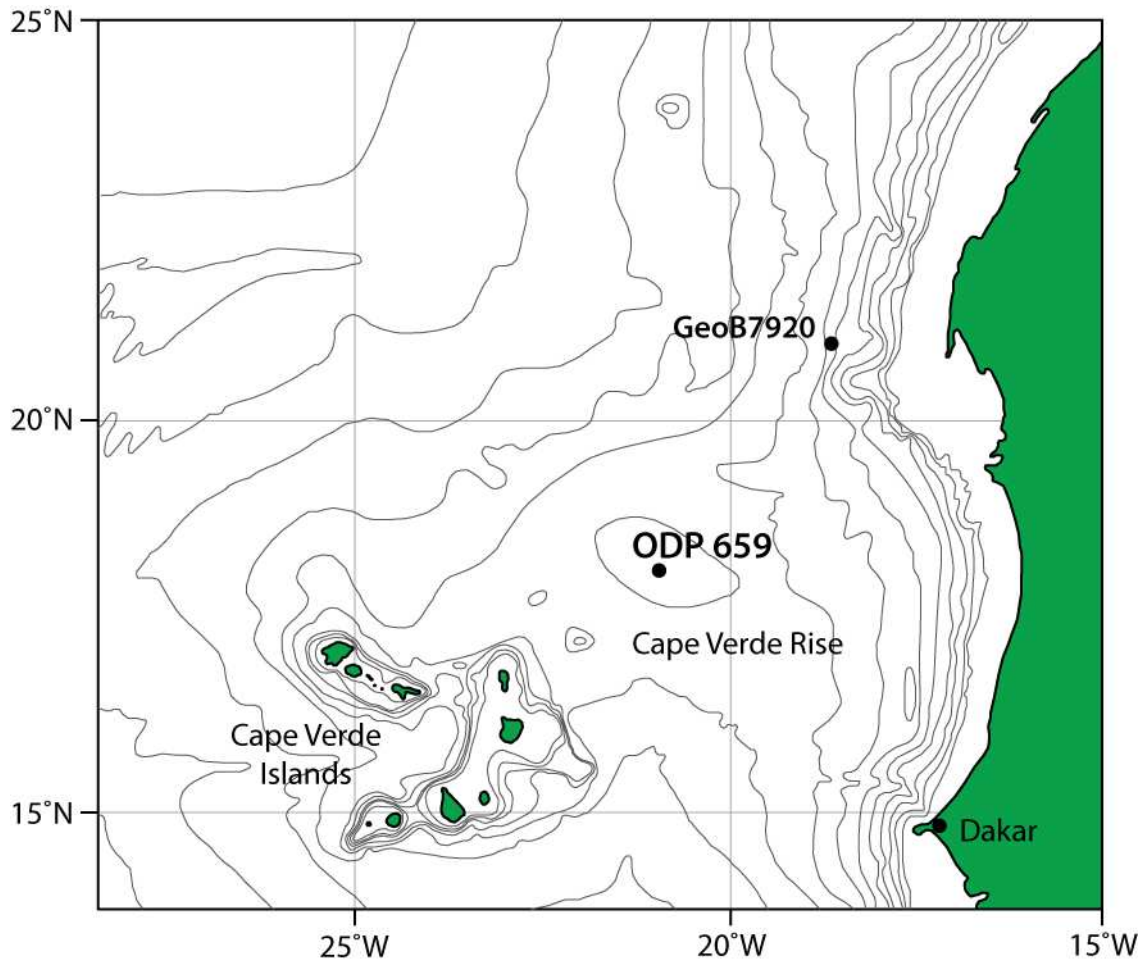 25˚N
GeoB7920
20˚N
ODP 659
Cape Verde Rise
Cape Verde
Islands
15˚N
Dakar
25˚W
20˚W
15˚W